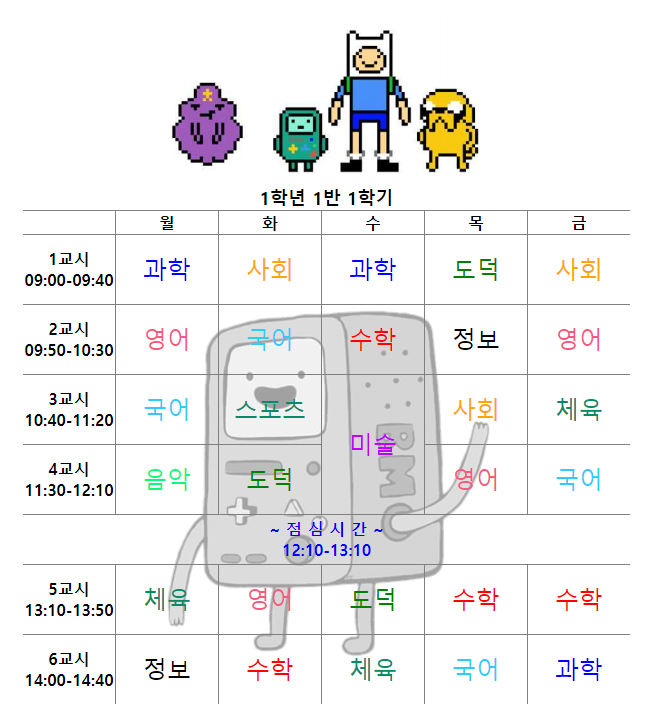 1학년 1반 1학기
월 화 수 목 금
1교시 과학 사회 과학 도덕 사회
09:00-09:40
2교시 영어 국어 수학 정보 영어
09:50-10:30
3교시 국어 스포츠 미술 사회 체육
10:40-11:20
4교시 음악 도덕 영어 국어
11:30-12:10
~ 점 심 시 간 ~
12:10-13:10
5교시 체육 영어 도덕 수학 수학
13:10-13:50
6교시 정보 수학 체육 국어 과학
14:00-14:40